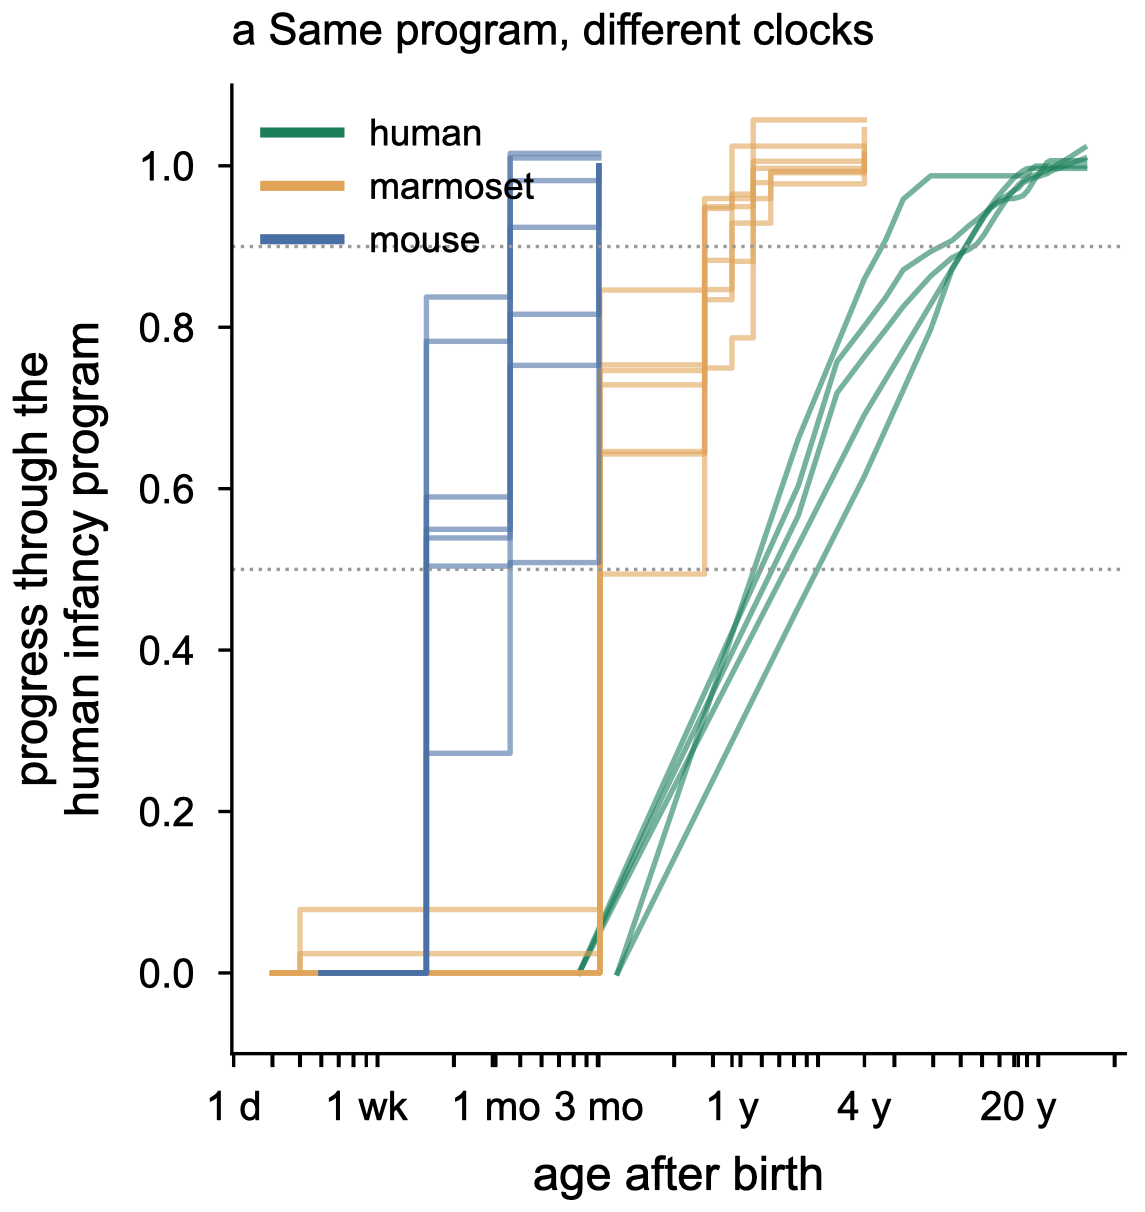 a Same program, different clocks
human
marmoset
mouse
1.0
0.8
0.6
0.4
0.2
0.0
progress through the
human infancy program
1 d 1 wk 1 mo 3 mo 1 y 4 y 20 y
age after birth